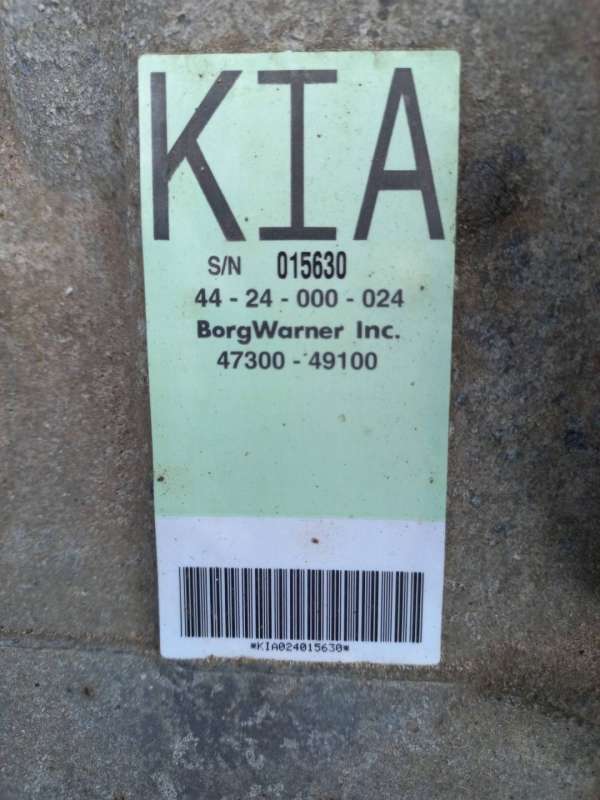 KIA
S/N 015630
44 - 24 - 000 - 024
BorgWarner Inc.
47300 - 49100
*KIA024015630*